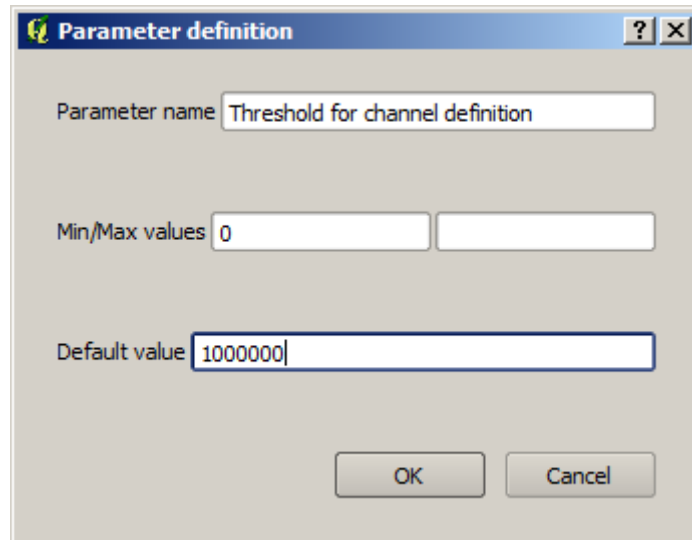 Parameter definition
Parameter name Threshold for channel definition
Min/Max values 0
Default value 1000000
OK Cancel